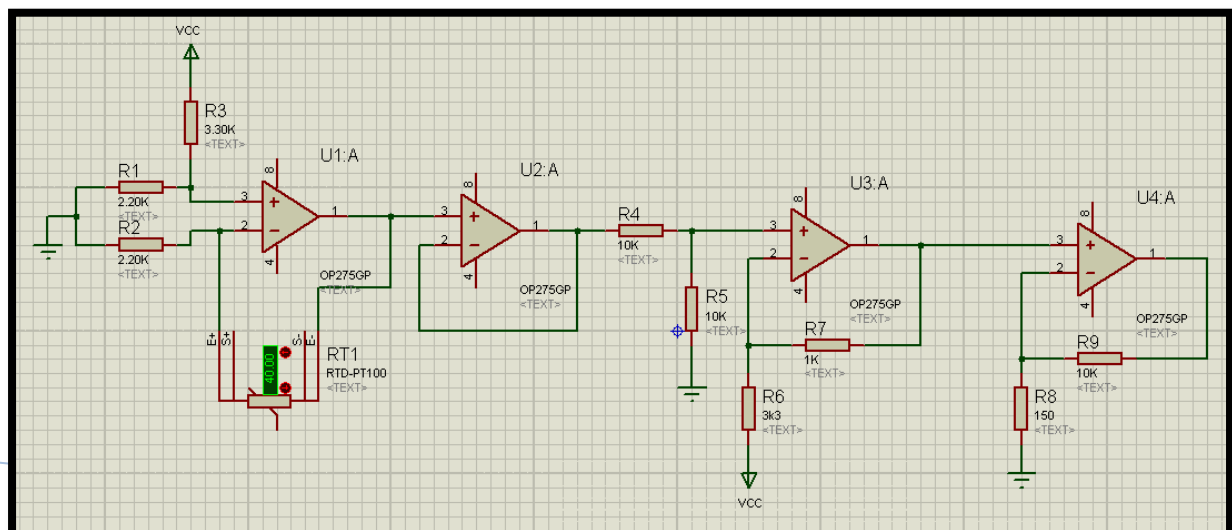 VCC
R3
3.30K
<TEXT>
R1
2.20K
<TEXT>
R2
2.20K
<TEXT>
U1:A
8
3
2
1
4
+
−
OP275GP
<TEXT>
E+
S+
S-
E-
40.00
RT1
RTD-PT100
<TEXT>
U2:A
8
3
2
1
4
+
−
OP275GP
<TEXT>
R4
10K
<TEXT>
R5
10K
<TEXT>
U3:A
8
3
2
1
4
+
−
OP275GP
<TEXT>
R7
1K
<TEXT>
R6
3k3
<TEXT>
VCC
U4:A
8
3
2
1
4
+
−
OP275GP
<TEXT>
R9
10K
<TEXT>
R8
150
<TEXT>